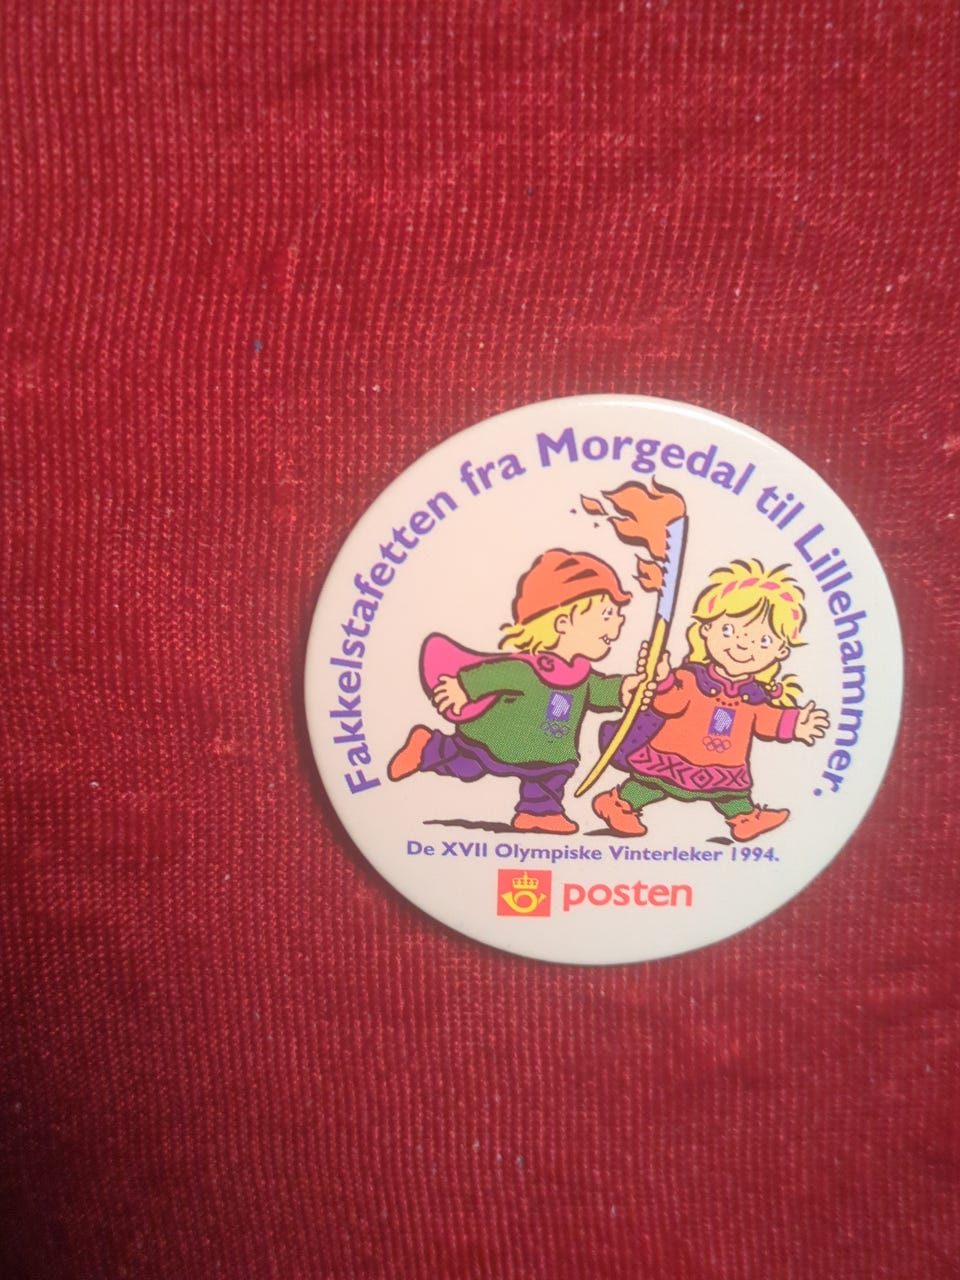 Fakkelstafetten fra Morgedal til Lillehammer.
De XVII Olympiske Vinterleker 1994.
posten